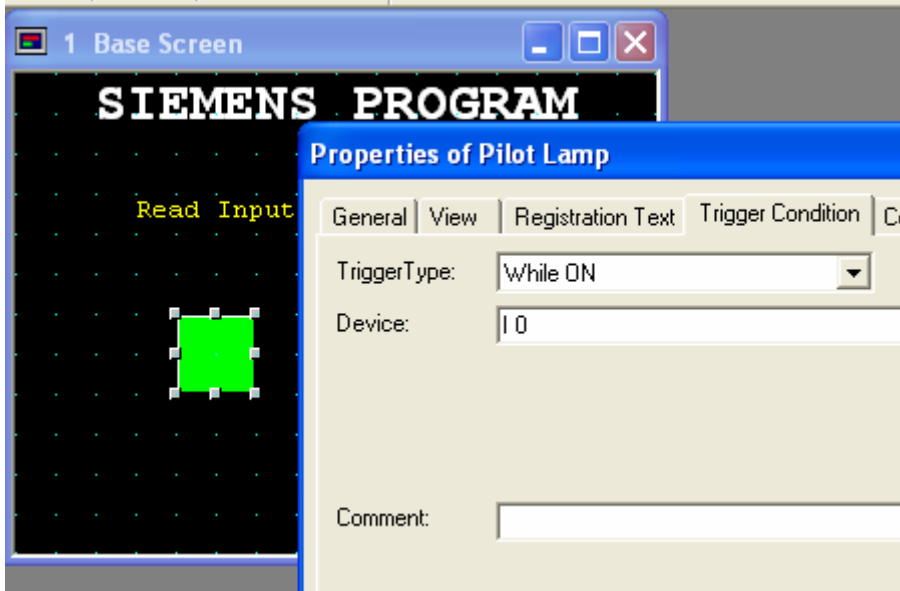 1 Base Screen
SIEMENS PROGRAM
Read Input
Properties of Pilot Lamp
General View Registration Text Trigger Condition
TriggerType: While ON
Device: I 0
Comment: